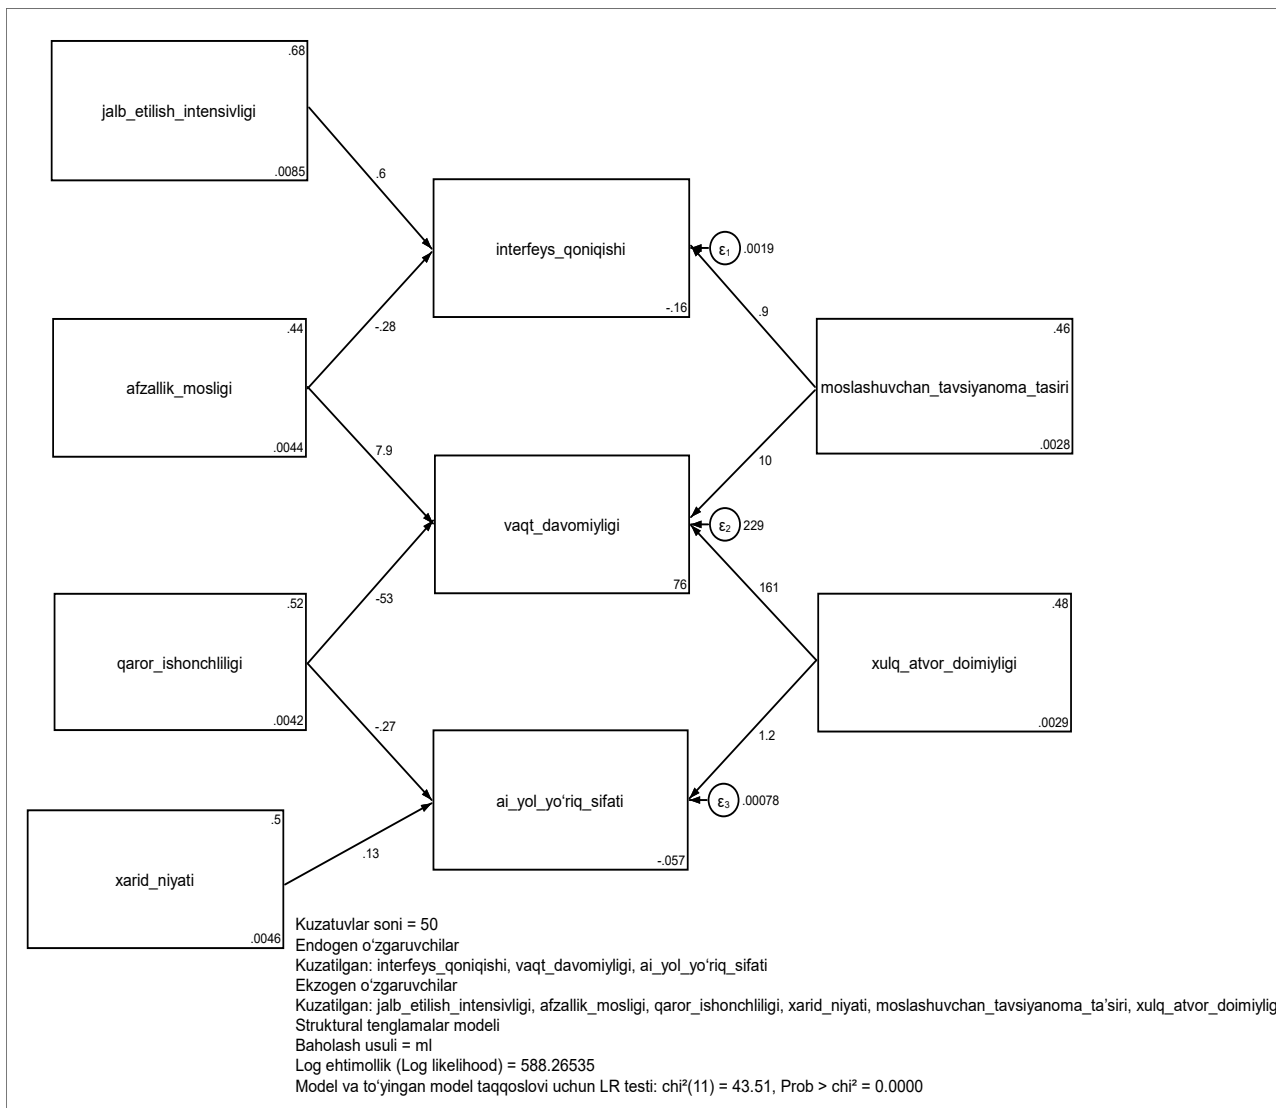 .68
jalb_etilish_intensivligi
.0085
.6
interfeys_qoniqishi
-.16
ε₁
.0019
.44
afzallik_mosligi
.0044
-.28
.9
.46
moslashuvchan_tavsiyanoma_tasiri
.0028
7.9
10
vaqt_davomiyligi
76
ε₂
229
.52
qaror_ishonchliligi
.0042
-53
161
.48
xulq_atvor_doimiyligi
.0029
-.27
1.2
ai_yol_yo‘riq_sifati
-.057
ε₃
.00078
.5
xarid_niyati
.0046
.13
Kuzatuvlar soni = 50
Endogen o‘zgaruvchilar
Kuzatilgan: interfeys_qoniqishi, vaqt_davomiyligi, ai_yol_yo‘riq_sifati
Ekzogen o‘zgaruvchilar
Kuzatilgan: jalb_etilish_intensivligi, afzallik_mosligi, qaror_ishonchliligi, xarid_niyati, moslashuvchan_tavsiyanoma_ta’siri, xulq_atvor_doimiylig
Struktural tenglamalar modeli
Baholash usuli = ml
Log ehtimollik (Log likelihood) = 588.26535
Model va to‘yingan model taqqoslovi uchun LR testi: chi²(11) = 43.51, Prob > chi² = 0.0000